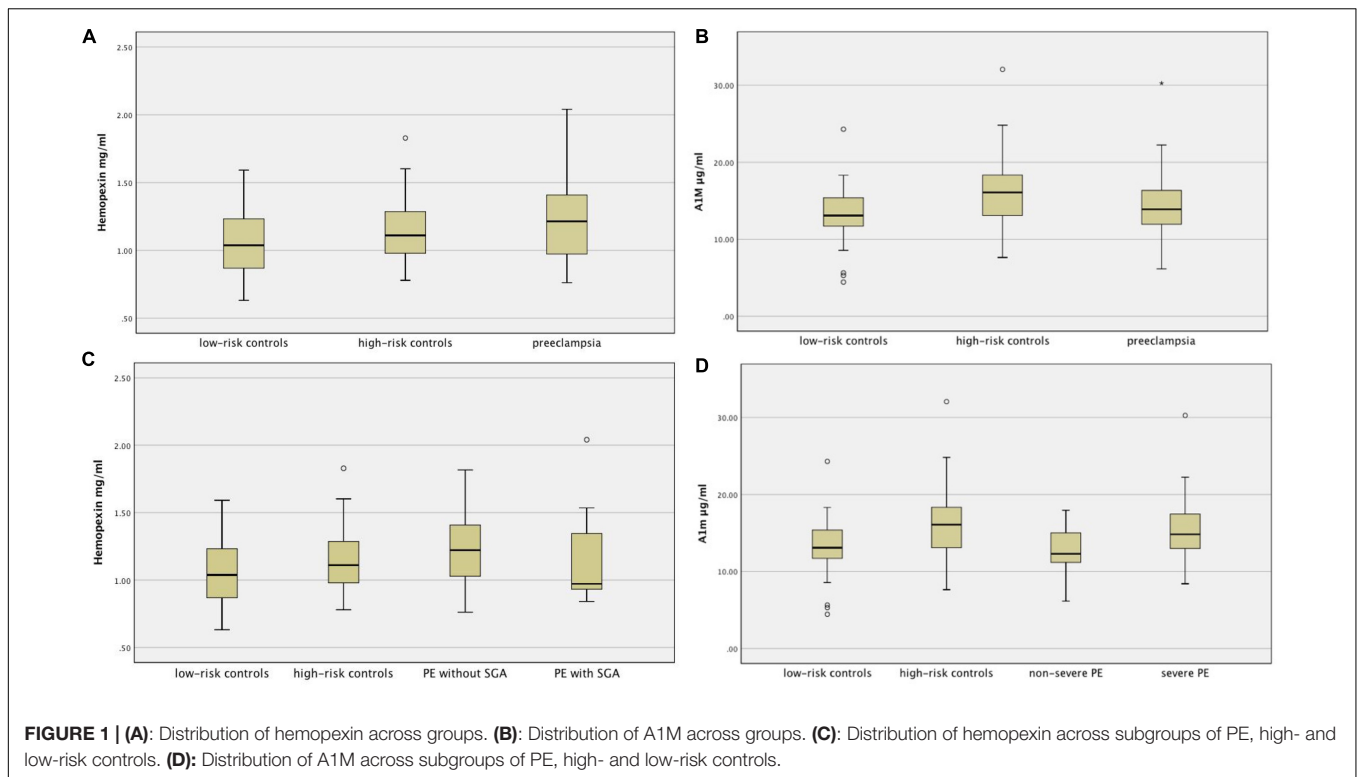 A
2.50
2.00
1.50
1.00
.50
Hemopexin mg/ml
low-risk controls high-risk controls preeclampsia
B
30.00
20.00
10.00
.00
A1M µg/ml
*
low-risk controls high-risk controls preeclampsia
C
2.50
2.00
1.50
1.00
.50
Hemopexin mg/ml
low-risk controls high-risk controls PE without SGA PE with SGA
D
30.00
20.00
10.00
.00
A1m µg/ml
low-risk controls high-risk controls non-severe PE severe PE
FIGURE 1 | (A): Distribution of hemopexin across groups. (B): Distribution of A1M across groups. (C): Distribution of hemopexin across subgroups of PE, high- and
low-risk controls. (D): Distribution of A1M across subgroups of PE, high- and low-risk controls.